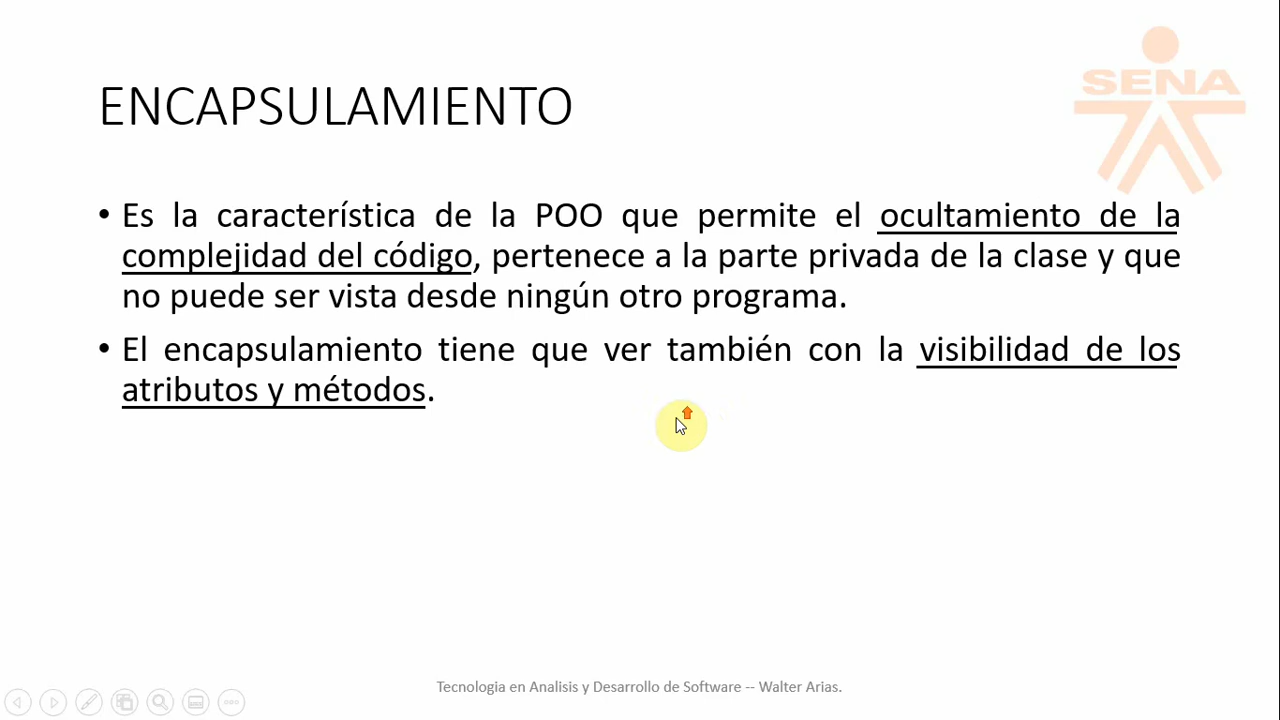 SENA
ENCAPSULAMIENTO
• Es la característica de la POO que permite el ocultamiento de la
complejidad del código, pertenece a la parte privada de la clase y que
no puede ser vista desde ningún otro programa.
• El encapsulamiento tiene que ver también con la visibilidad de los
atributos y métodos.
Tecnologia en Analisis y Desarrollo de Software -- Walter Arias.